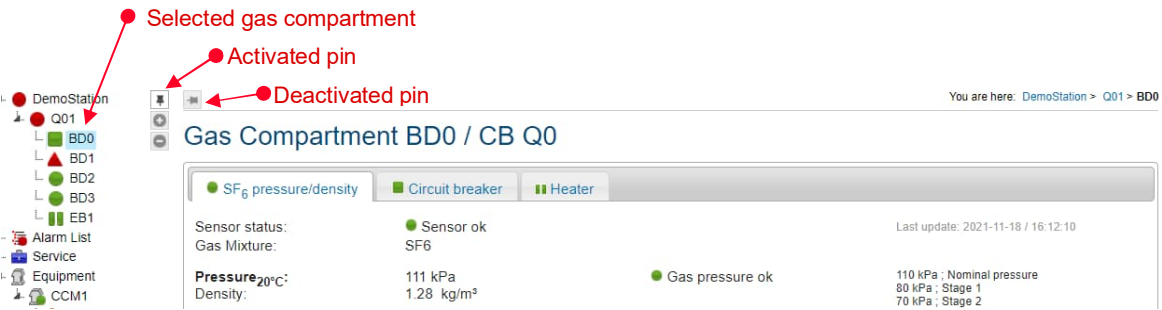 Selected gas compartment
Activated pin
Deactivated pin
DemoStation
You are here: DemoStation > Q01 > BD0
Q01
BD0
Gas Compartment BD0 / CB Q0
BD1
BD2
SF6 pressure/density Circuit breaker Heater
BD3
EB1
Sensor status: Sensor ok Last update: 2021-11-18 / 16:12:10
Alarm List
Gas Mixture: SF6
Service
Equipment
Pressure20°C: 111 kPa Gas pressure ok 110 kPa ; Nominal pressure
80 kPa ; Stage 1
CCM1
Density: 1.28 kg/m³
70 kPa ; Stage 2